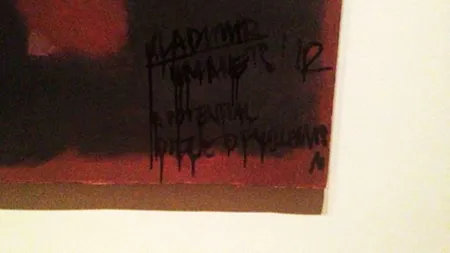 VLADIMIR
UMANETS '12
A POTENTIAL
PIECE OF YELLOWISM